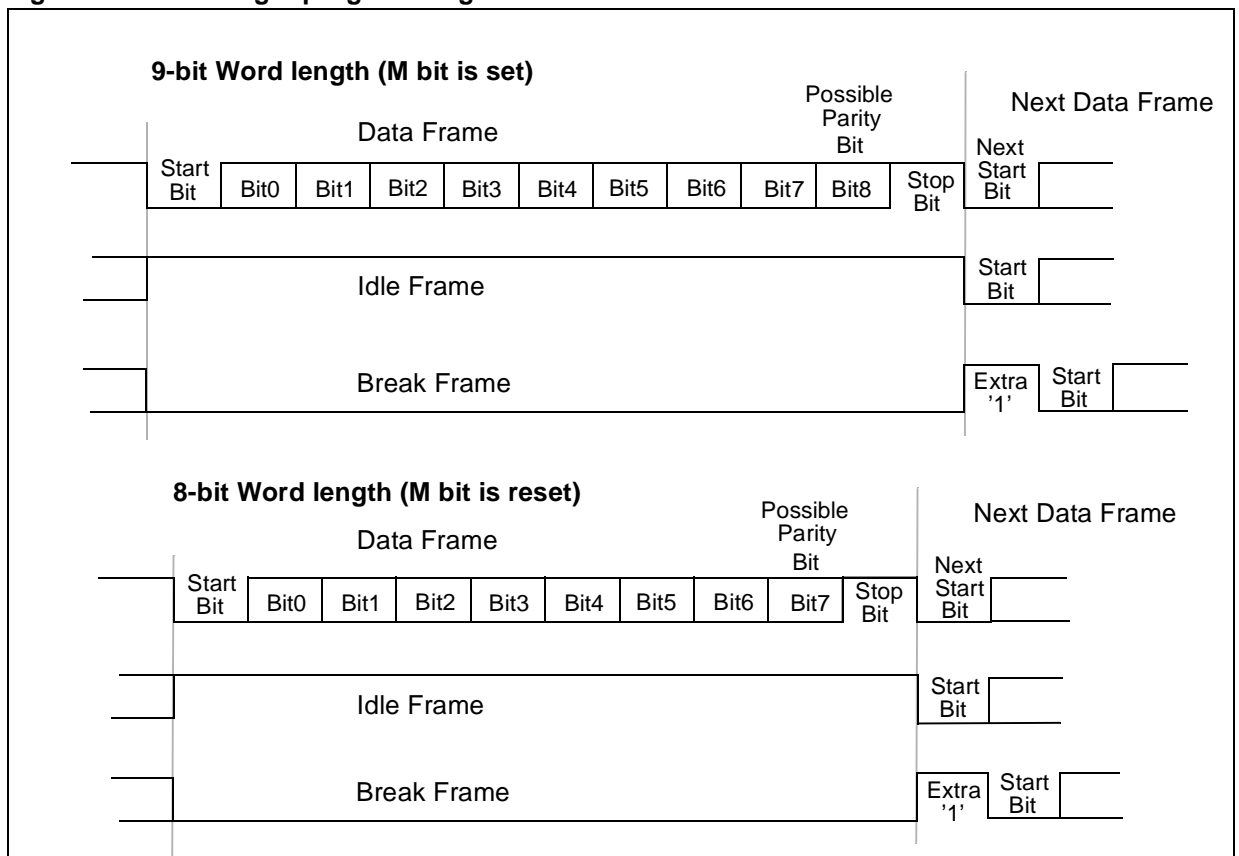 9-bit Word length (M bit is set)
Possible
Parity
Bit
Next Data Frame
Data Frame
Next
Start
Bit
Start
Bit
Bit0
Bit1
Bit2
Bit3
Bit4
Bit5
Bit6
Bit7
Bit8
Stop
Bit
Idle Frame
Start
Bit
Break Frame
Extra
'1'
Start
Bit
8-bit Word length (M bit is reset)
Possible
Parity
Bit
Next Data Frame
Data Frame
Next
Start
Bit
Start
Bit
Bit0
Bit1
Bit2
Bit3
Bit4
Bit5
Bit6
Bit7
Stop
Bit
Idle Frame
Start
Bit
Break Frame
Extra
'1'
Start
Bit